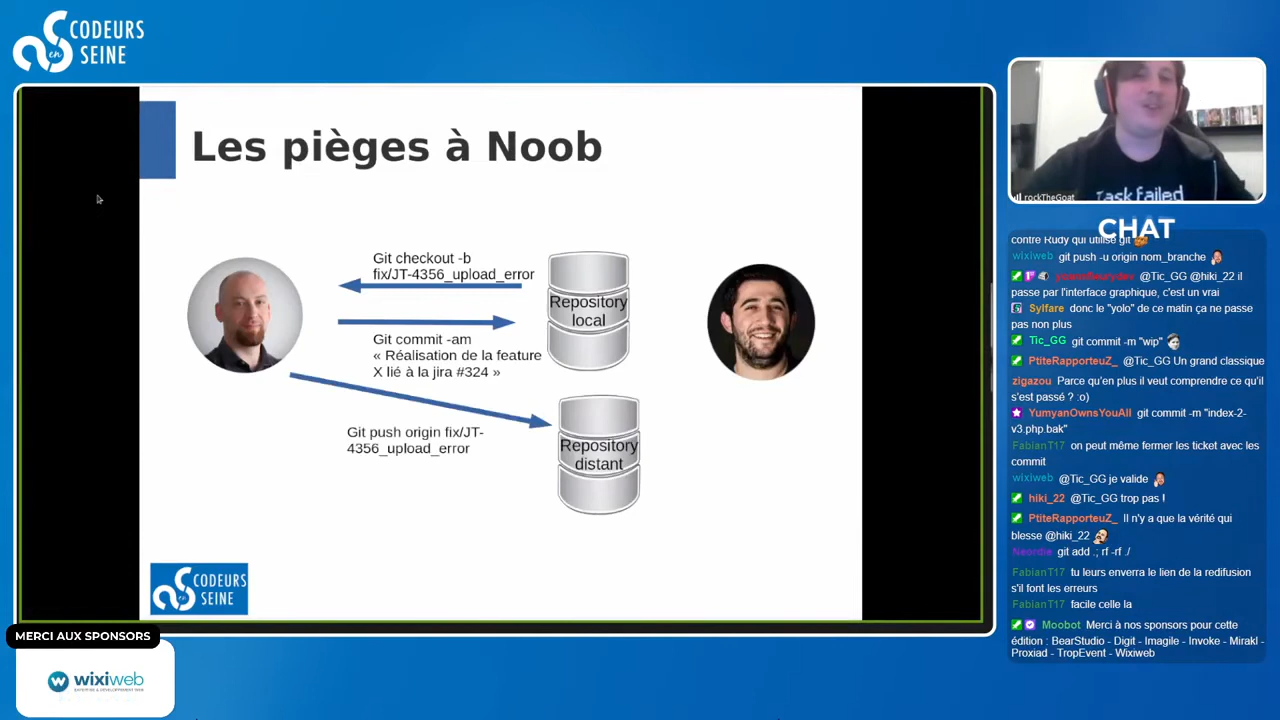 CODEURS
en
SEINE
Les pièges à Noob
Git checkout -b
fix/JT-4356_upload_error
Repository
local
Git commit -am
« Réalisation de la feature
X lié à la jira #324 »
Git push origin fix/JT-
4356_upload_error
Repository
distant
CODEURS
en
SEINE
MERCI AUX SPONSORS
wixiweb
Task failed
rockTheGoat
CHAT
contre Rudy qui utilise git
wixiweb git push -u origin nom_branche
@Tic_GG @hiki_22 il
passe par l'interface graphique, c'est un vrai
Sylfare donc le "yolo" de ce matin ça ne passe
pas non plus
Tic_GG git commit -m "wip"
PtiteRapporteuZ_ @Tic_GG Un grand classique
zigazou Parce qu'en plus il veut comprendre ce qu'il
s'est passé ? :o)
YumyanOwnsYouAll git commit -m "index-2-
v3.php.bak"
FabianT17 on peut même fermer les ticket avec les
commit
wixiweb @Tic_GG je valide
hiki_22 @Tic_GG trop pas !
PtiteRapporteuZ_ Il n'y a que la vérité qui
blesse @hiki_22
Neordie git add .; rf -rf ./
FabianT17 tu leurs enverra le lien de la redifusion
s'il font les erreurs
FabianT17 facile celle la
Moobot Merci à nos sponsors pour cette
édition : BearStudio - Digit - Imagile - Invoke - Mirakl -
Proxiad - TropEvent - Wixiweb